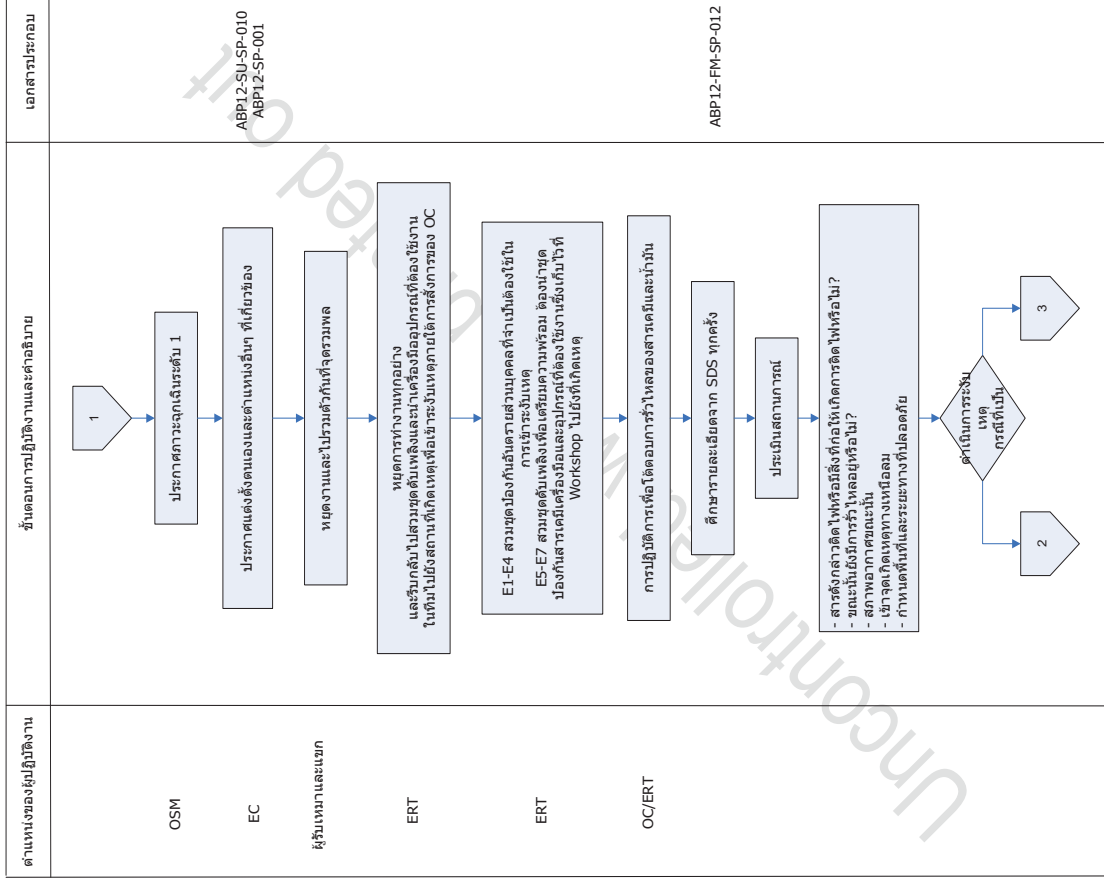 ตำแหน่งของผู้ปฏิบัติงาน
ขั้นตอนการปฏิบัติงานและคำอธิบาย
เอกสารประกอบ
1
OSM
ประกาศภาวะฉุกเฉินระดับ 1
EC
ประกาศแต่งตั้งตนเองและตำแหน่งอื่นๆ ที่เกี่ยวข้อง
ABP12-SU-SP-010
ABP12-SP-001
ผู้รับเหมาและแขก
หยุดงานและไปรวมตัวกันที่จุดรวมพล
ERT
หยุดการทำงานทุกอย่าง
และรีบกลับไปสวมชุดดับเพลิงและนำเครื่องมืออุปกรณ์ที่ต้องใช้งาน
ในทีมไปยังสถานที่เกิดเหตุเพื่อเข้าระงับเหตุภายใต้การสั่งการของ OC
ERT
E1-E4 สวมชุดป้องกันอันตรายส่วนบุคคลที่จำเป็นต้องใช้ใน
การเข้าระงับเหตุ
E5-E7 สวมชุดดับเพลิงเพื่อเตรียมความพร้อม ต้องนำชุด
ป้องกันสารเคมีเครื่องมือและอุปกรณ์ที่ต้องใช้งานซึ่งเก็บไว้ที่
Workshop ไปยังที่เกิดเหตุ
OC/ERT
การปฏิบัติการเพื่อโต้ตอบการรั่วไหลของสารเคมีและน้ำมัน
ศึกษารายละเอียดจาก SDS ทุกครั้ง
ABP12-FM-SP-012
ประเมินสถานการณ์
- สารดังกล่าวติดไฟหรือมีสิ่งที่ก่อให้เกิดการติดไฟหรือไม่?
- ขณะนั้นยังมีการรั่วไหลอยู่หรือไม่?
- สภาพอากาศขณะนั้น
- เข้าจุดเกิดเหตุทางเหนือลม
- กำหนดพื้นที่และระยะทางที่ปลอดภัย
ดำเนินการระงับ
เหตุ
กรณีที่เป็น
2
3
Uncontrolled w printed out